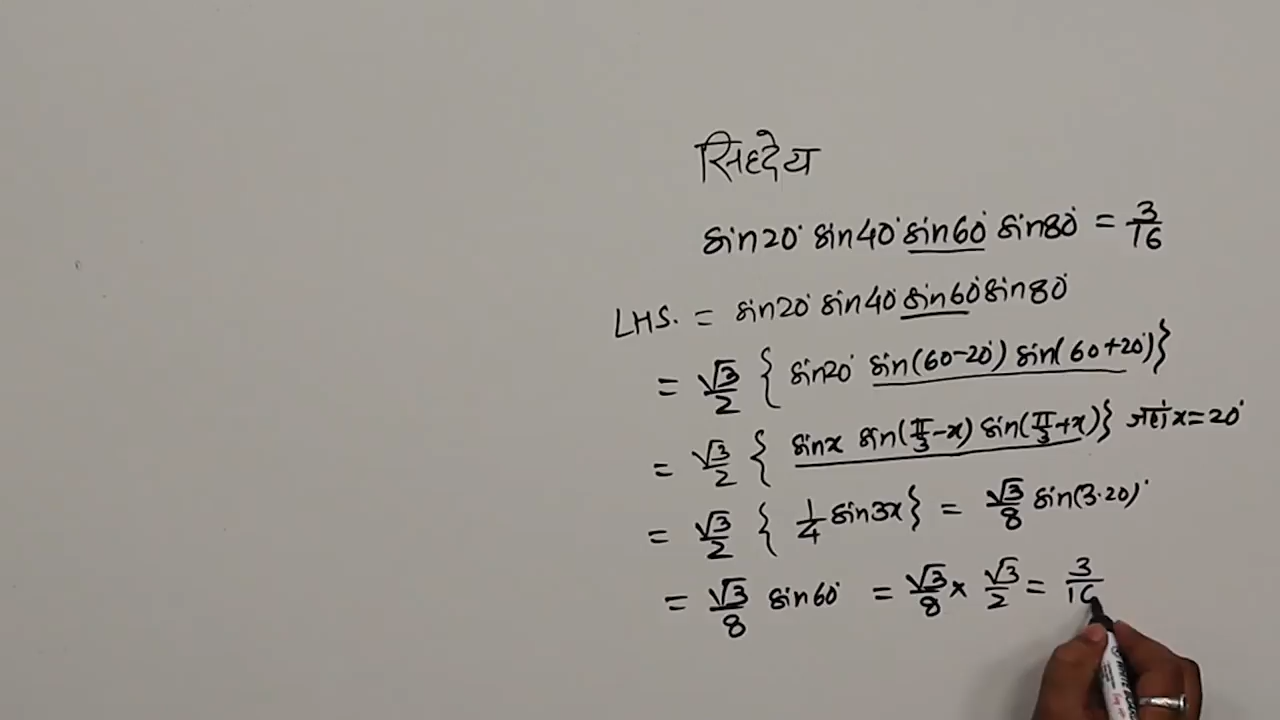 सिध्देय
sin20° sin40° sin60° sin80° = 3/16
LHS. = sin20° sin40° sin60° sin80°
= √3/2 { sin20° sin(60-20°) sin(60+20°)}
= √3/2 { sinx sin(π/3-x) sin(π/3+x)} जहाँ x=20°
= √3/2 { 1/4 sin3x} = √3/8 sin(3·20)°
= √3/8 sin60° = √3/8 × √3/2 = 3/16